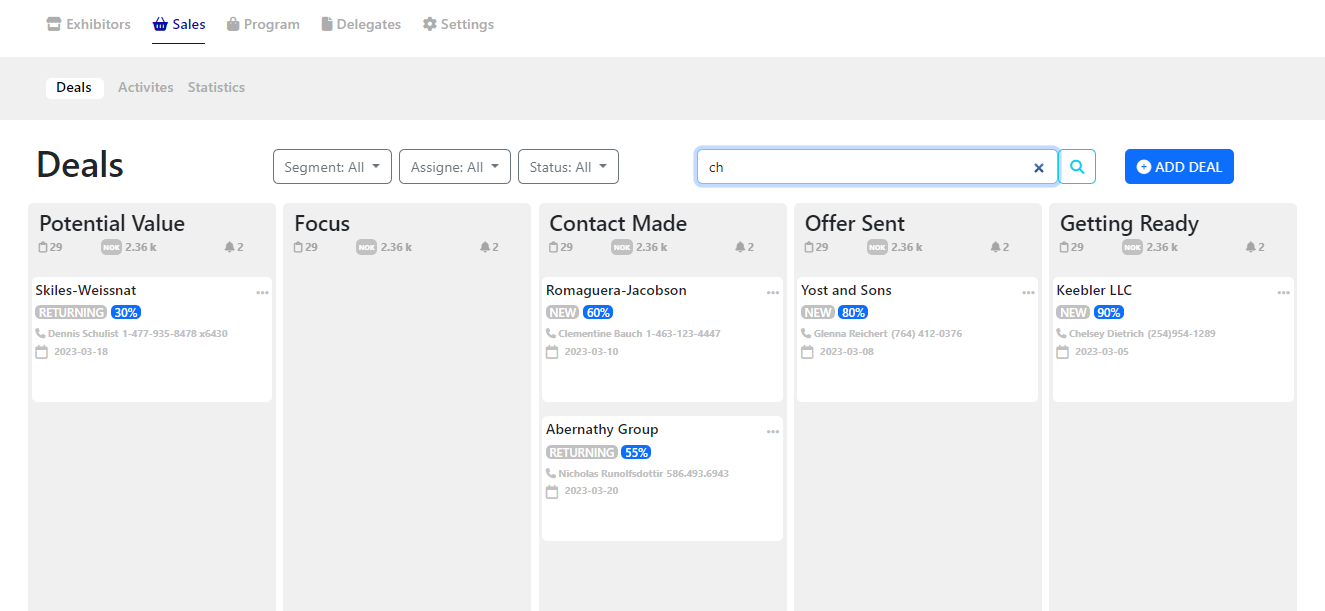 Exhibitors Sales Program Delegates Settings
Deals Activites Statistics
Deals Segment: All Assigne: All Status: All ch ADD DEAL
Potential Value
29 NOK 2.36 k 2
Skiles-Weissnat
RETURNING 30%
Dennis Schulist 1-477-935-8478 x6430
2023-03-18
Focus
29 NOK 2.36 k 2
Contact Made
29 NOK 2.36 k 2
Romaguera-Jacobson
NEW 60%
Clementine Bauch 1-463-123-4447
2023-03-10
Abernathy Group
RETURNING 55%
Nicholas Runolfsdottir 586.493.6943
2023-03-20
Offer Sent
29 NOK 2.36 k 2
Yost and Sons
NEW 80%
Glenna Reichert (764) 412-0376
2023-03-08
Getting Ready
29 NOK 2.36 k 2
Keebler LLC
NEW 90%
Chelsey Dietrich (254)954-1289
2023-03-05